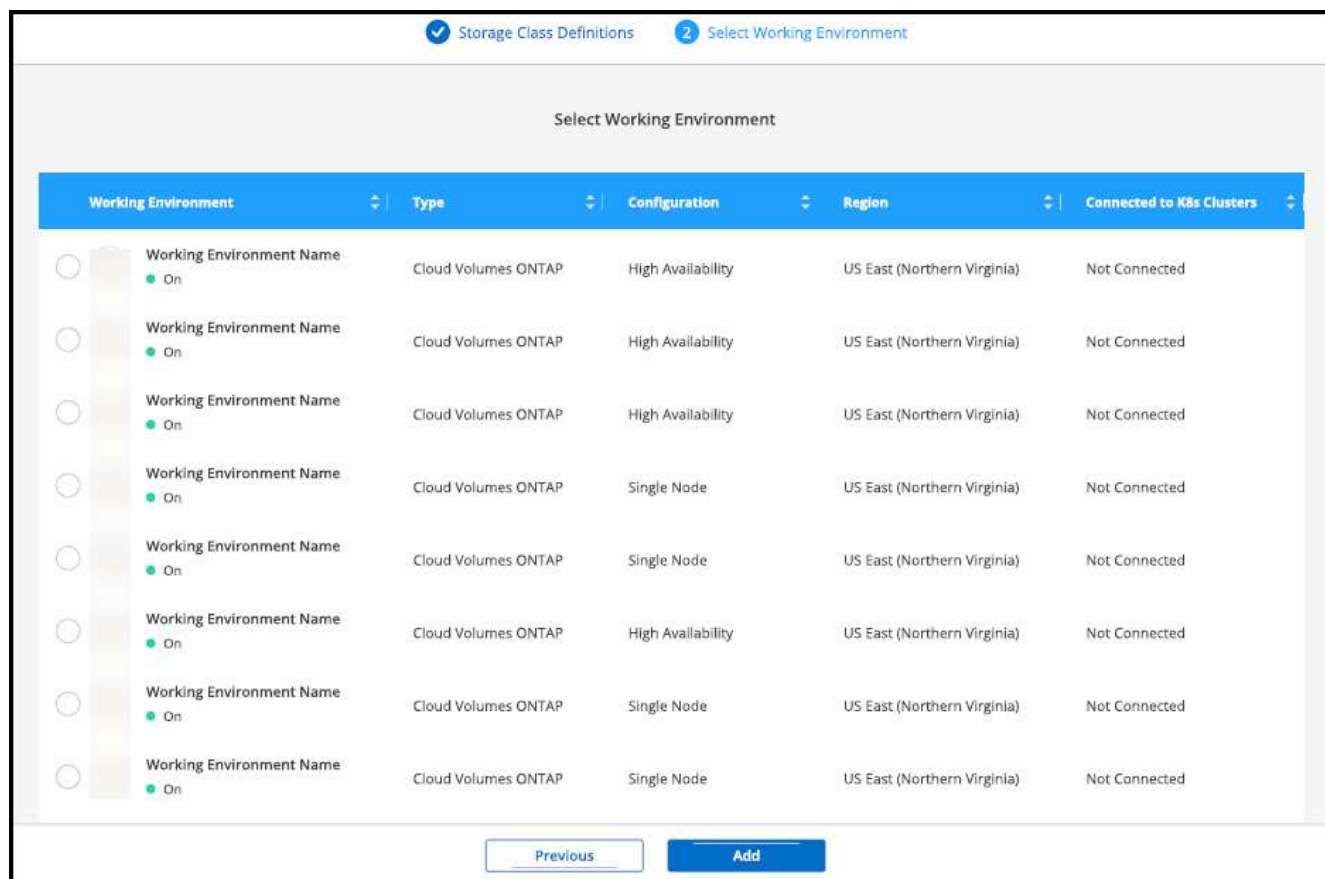 Storage Class Definitions 2 Select Working Environment
Select Working Environment
Working Environment Type Configuration Region Connected to K8s Clusters
Working Environment Name
On Cloud Volumes ONTAP High Availability US East (Northern Virginia) Not Connected
Working Environment Name
On Cloud Volumes ONTAP High Availability US East (Northern Virginia) Not Connected
Working Environment Name
On Cloud Volumes ONTAP High Availability US East (Northern Virginia) Not Connected
Working Environment Name
On Cloud Volumes ONTAP Single Node US East (Northern Virginia) Not Connected
Working Environment Name
On Cloud Volumes ONTAP Single Node US East (Northern Virginia) Not Connected
Working Environment Name
On Cloud Volumes ONTAP High Availability US East (Northern Virginia) Not Connected
Working Environment Name
On Cloud Volumes ONTAP Single Node US East (Northern Virginia) Not Connected
Working Environment Name
On Cloud Volumes ONTAP Single Node US East (Northern Virginia) Not Connected
Previous Add